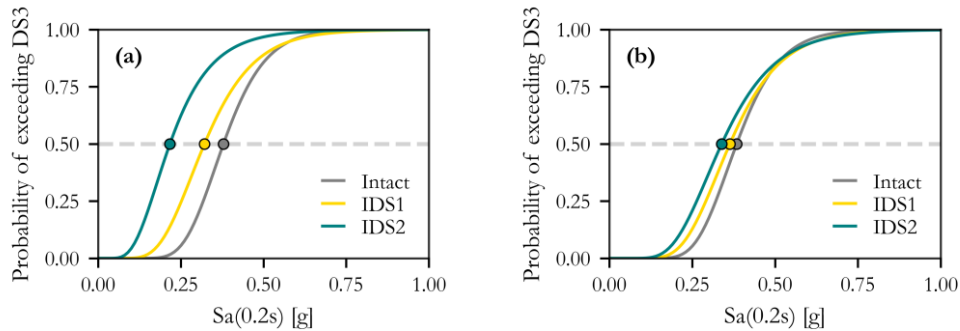 Probability of exceeding DS3
1.00
0.75
0.50
0.25
0.00
(a)
Intact
IDS1
IDS2
0.00 0.25 0.50 0.75 1.00
Sa(0.2s) [g]
Probability of exceeding DS3
1.00
0.75
0.50
0.25
0.00
(b)
Intact
IDS1
IDS2
0.00 0.25 0.50 0.75 1.00
Sa(0.2s) [g]